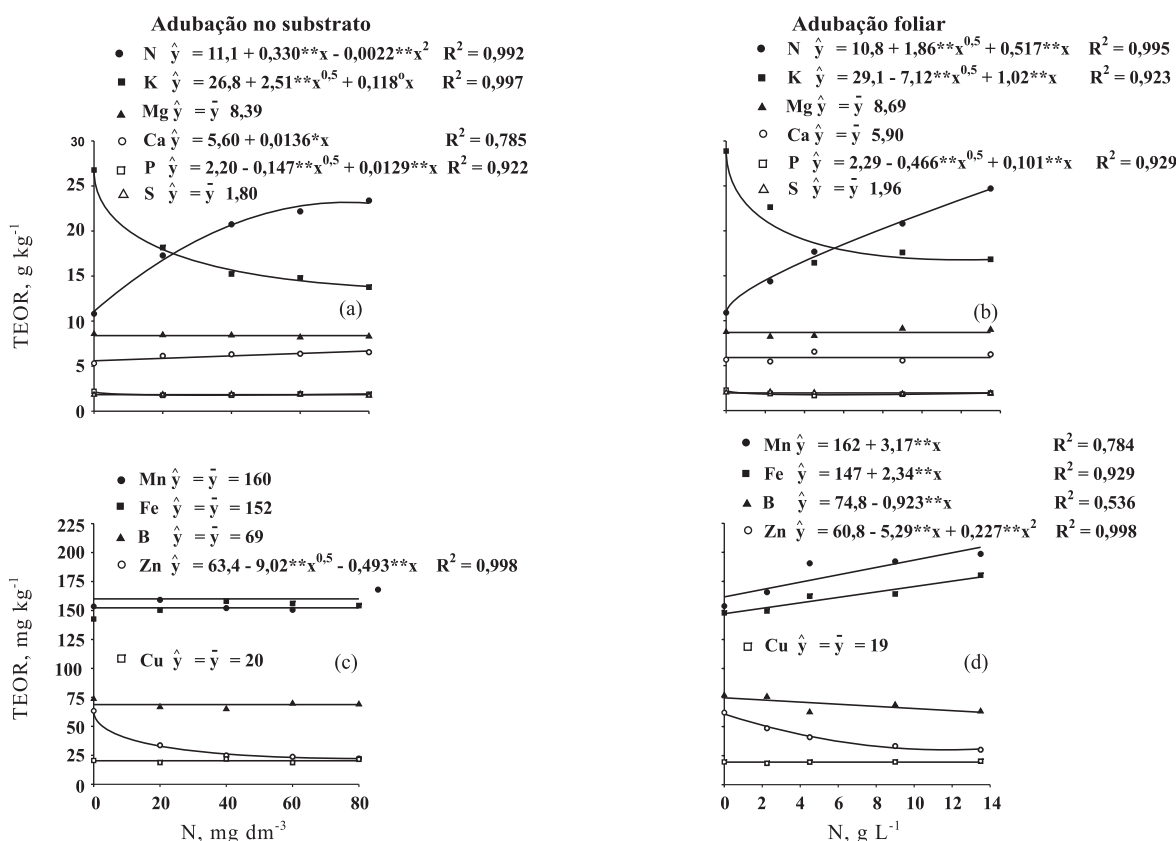 Adubação no substrato
N ŷ = 11,1 + 0,330**x - 0,0022**x² R² = 0,992
K ŷ = 26,8 + 2,51**x^0,5 + 0,118°x R² = 0,997
Mg ŷ = ȳ 8,39
Ca ŷ = 5,60 + 0,0136*x R² = 0,785
P ŷ = 2,20 - 0,147**x^0,5 + 0,0129**x R² = 0,922
S ŷ = ȳ 1,80
TEOR, g kg⁻¹
30
25
20
15
10
5
0
(a)
Adubação foliar
N ŷ = 10,8 + 1,86**x^0,5 + 0,517**x R² = 0,995
K ŷ = 29,1 - 7,12**x^0,5 + 1,02**x R² = 0,923
Mg ŷ = ȳ 8,69
Ca ŷ = ȳ 5,90
P ŷ = 2,29 - 0,466**x^0,5 + 0,101**x R² = 0,929
S ŷ = ȳ 1,96
(b)
Mn ŷ = ȳ = 160
Fe ŷ = ȳ = 152
B ŷ = ȳ = 69
Zn ŷ = 63,4 - 9,02**x^0,5 - 0,493**x R² = 0,998
Cu ŷ = ȳ = 20
(c)
TEOR, mg kg⁻¹
225
200
175
150
125
100
75
50
25
0
0 20 40 60 80
N, mg dm⁻³
Mn ŷ = 162 + 3,17**x R² = 0,784
Fe ŷ = 147 + 2,34**x R² = 0,929
B ŷ = 74,8 - 0,923**x R² = 0,536
Zn ŷ = 60,8 - 5,29**x + 0,227**x² R² = 0,998
Cu ŷ = ȳ = 19
(d)
0 2 4 6 8 10 12 14
N, g L⁻¹